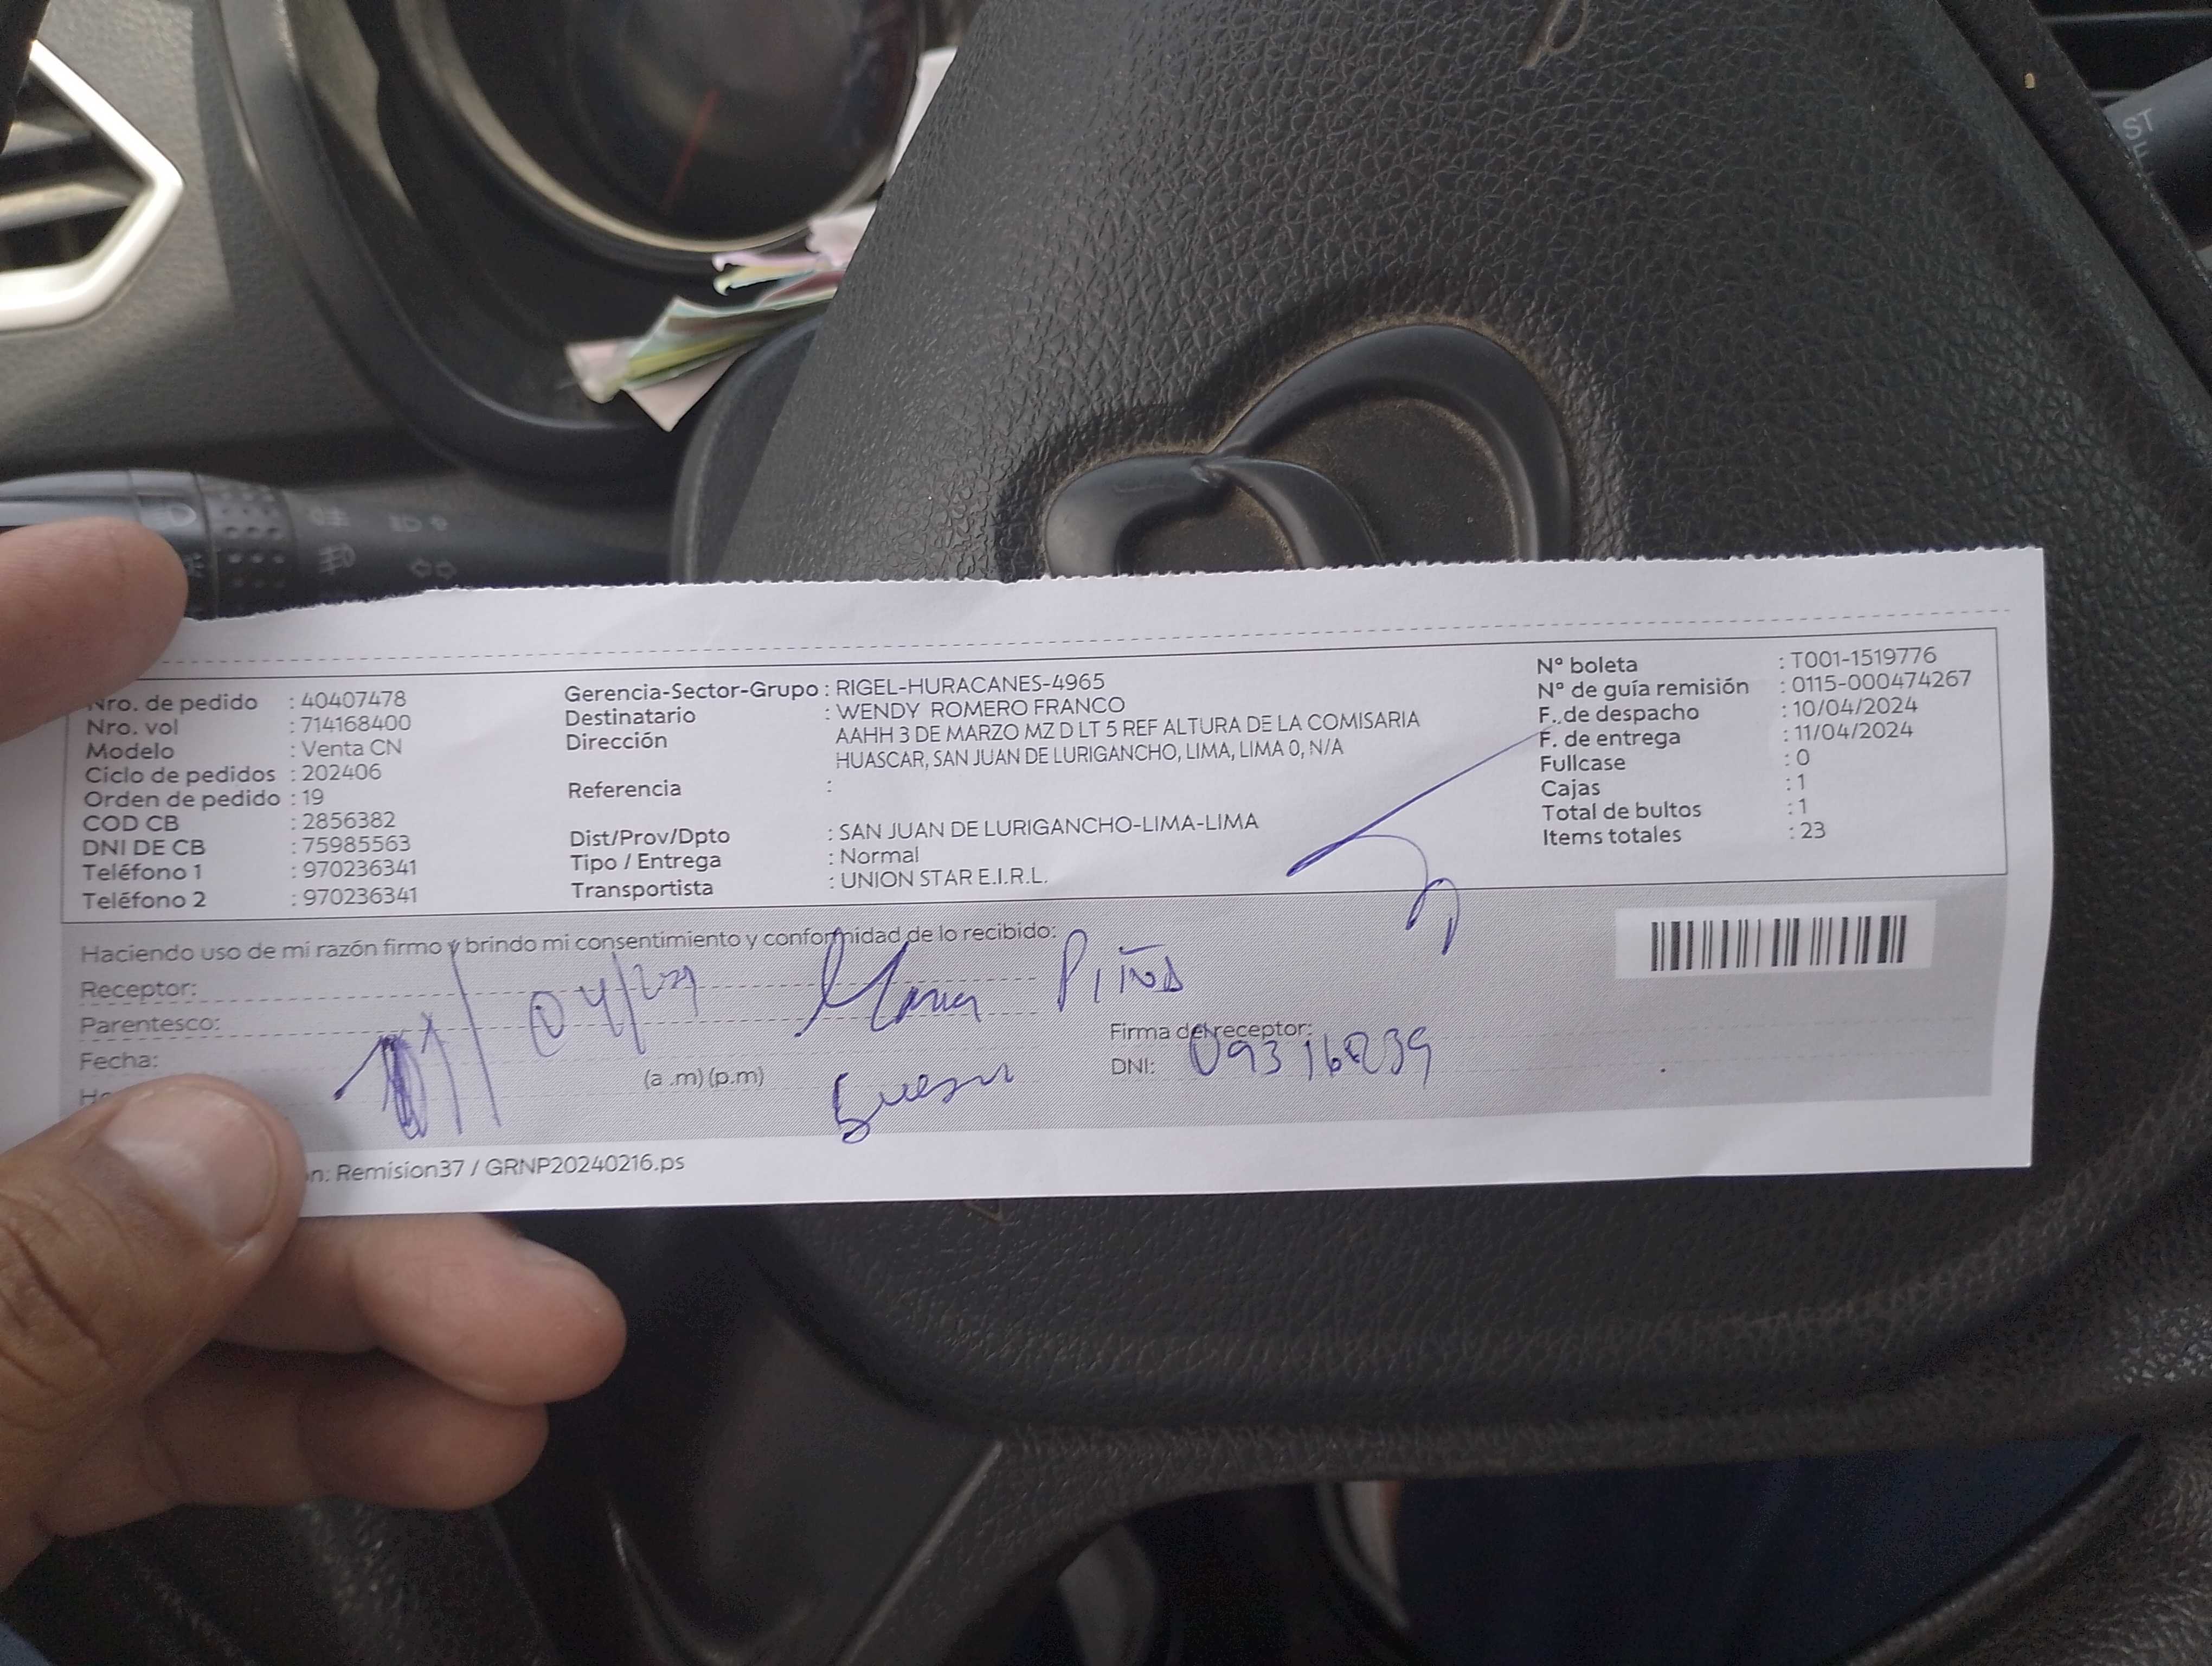 Nro. de pedido : 40407478
Nro. vol : 714168400
Modelo : Venta CN
Ciclo de pedidos : 202406
Orden de pedido : 19
COD CB : 2856382
DNI DE CB : 75985563
Teléfono 1 : 970236341
Teléfono 2 : 970236341
Gerencia-Sector-Grupo : RIGEL-HURACANES-4965
Destinatario : WENDY ROMERO FRANCO
Dirección AAHH 3 DE MARZO MZ D LT 5 REF ALTURA DE LA COMISARIA
HUASCAR, SAN JUAN DE LURIGANCHO, LIMA, LIMA 0, N/A
Referencia :
Dist/Prov/Dpto : SAN JUAN DE LURIGANCHO-LIMA-LIMA
Tipo / Entrega : Normal
Transportista : UNION STAR E.I.R.L.
N° boleta : T001-1519776
N° de guía remisión : 0115-000474267
F. de despacho : 10/04/2024
F. de entrega : 11/04/2024
Fullcase : 0
Cajas : 1
Total de bultos : 1
Items totales : 23
Haciendo uso de mi razón firmo y brindo mi consentimiento y conformidad de lo recibido:
Receptor:
Parentesco:
Fecha:
(a .m) (p.m)
Maria Piña
Firma del receptor:
DNI:
n: Remision37 / GRNP20240216.ps
ST